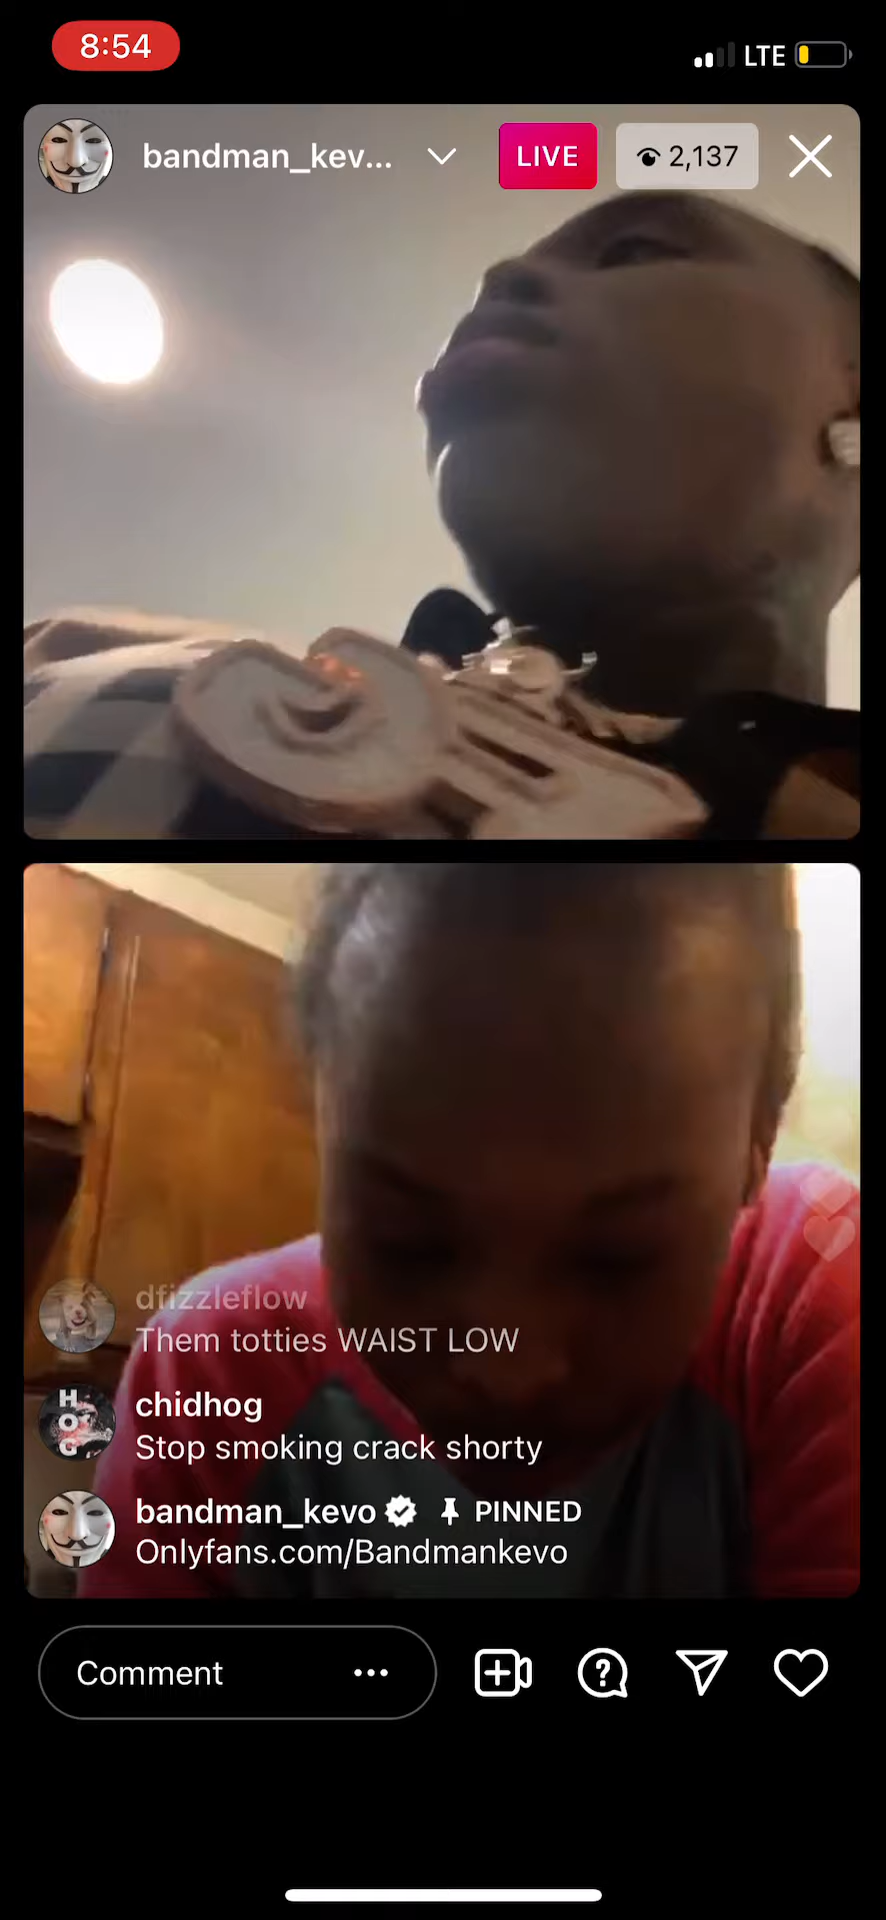 8:54
LTE
bandman_kev...
LIVE
2,137
dfizzleflow
Them totties WAIST LOW
HOG
chidhog
Stop smoking crack shorty
bandman_kevo PINNED
Onlyfans.com/Bandmankevo
Comment